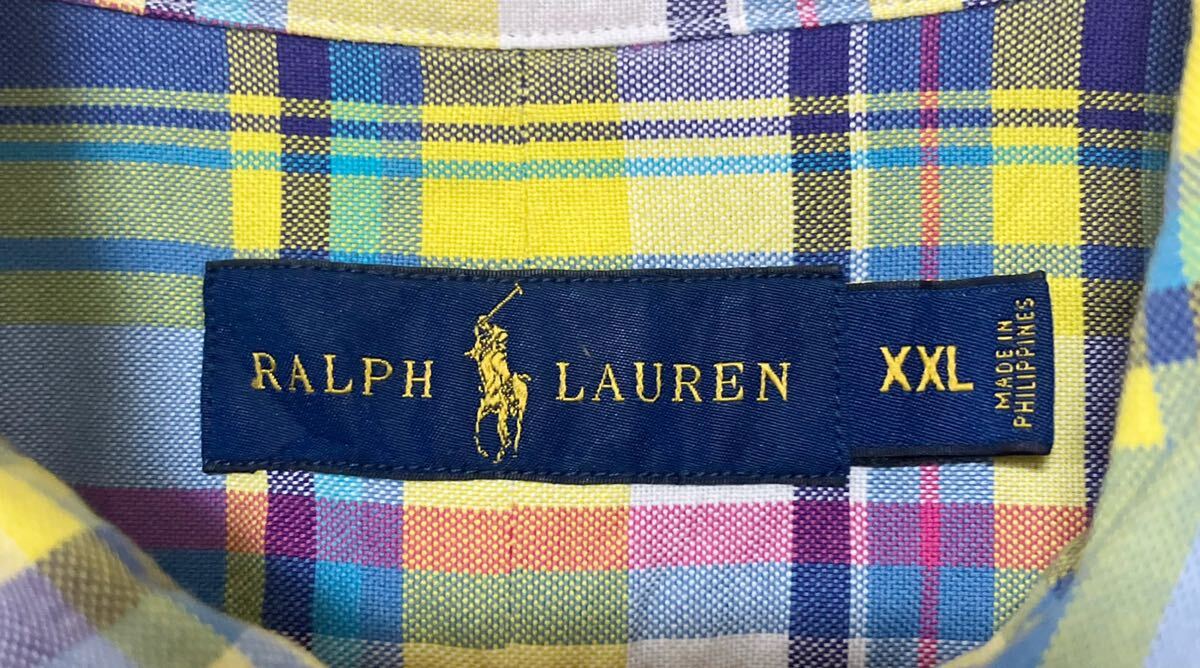 RALPH LAUREN
XXL
MADE IN
PHILIPPINES